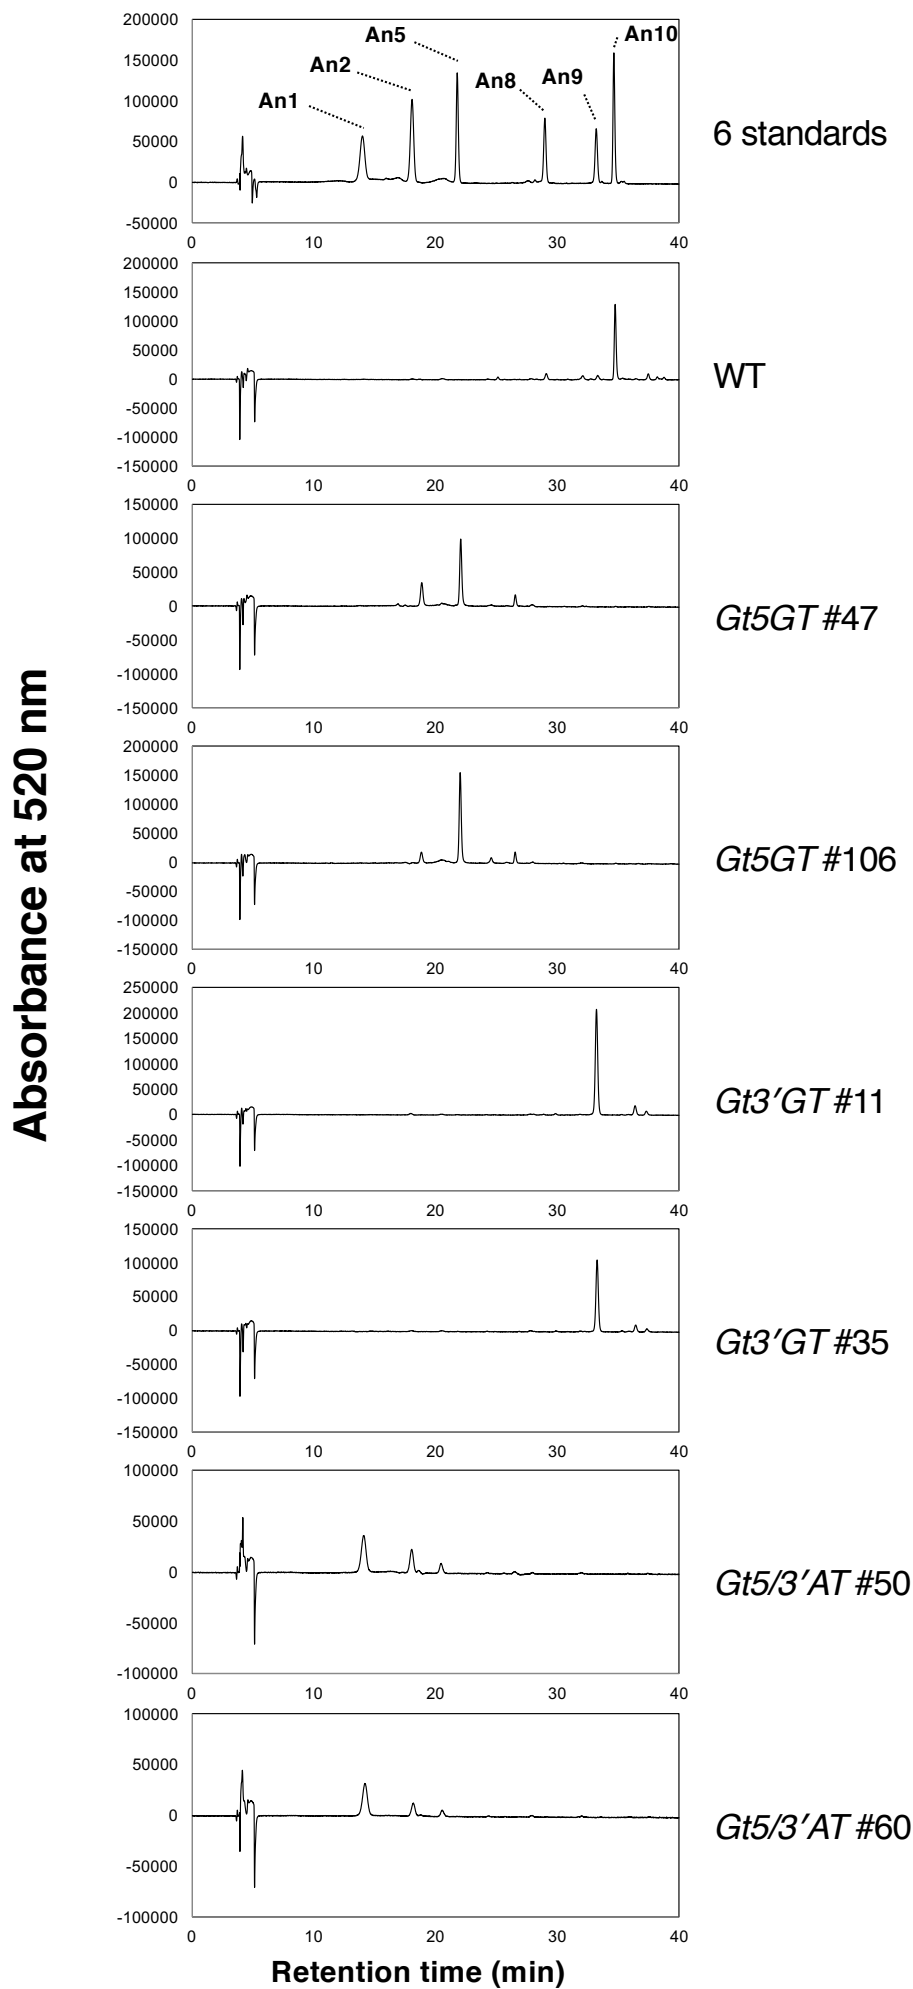 Absorbance at 520 nm
200000
150000
100000
50000
0
-50000
An1
An2
An5
An8
An9
An10
0 10 20 30 40
6 standards
200000
150000
100000
50000
0
-50000
-100000
-150000
0 10 20 30 40
WT
150000
100000
50000
0
-50000
-100000
-150000
0 10 20 30 40
Gt5GT #47
200000
150000
100000
50000
0
-50000
-100000
-150000
0 10 20 30 40
Gt5GT #106
250000
200000
150000
100000
50000
0
-50000
-100000
-150000
0 10 20 30 40
Gt3′GT #11
150000
100000
50000
0
-50000
-100000
-150000
0 10 20 30 40
Gt3′GT #35
100000
50000
0
-50000
-100000
0 10 20 30 40
Gt5/3′AT #50
100000
50000
0
-50000
-100000
0 10 20 30 40
Gt5/3′AT #60
Retention time (min)